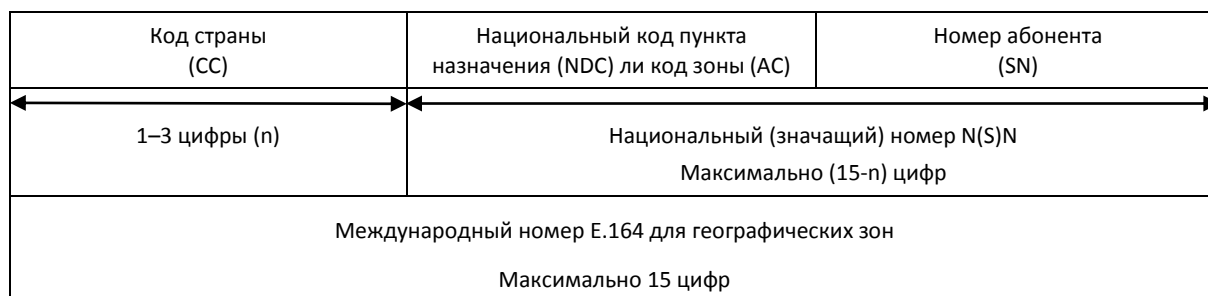 Код страны
(CC)
Национальный код пункта
назначения (NDC) ли код зоны (AC)
Номер абонента
(SN)
1–3 цифры (n)
Национальный (значащий) номер N(S)N
Максимально (15-n) цифр
Международный номер E.164 для географических зон
Максимально 15 цифр